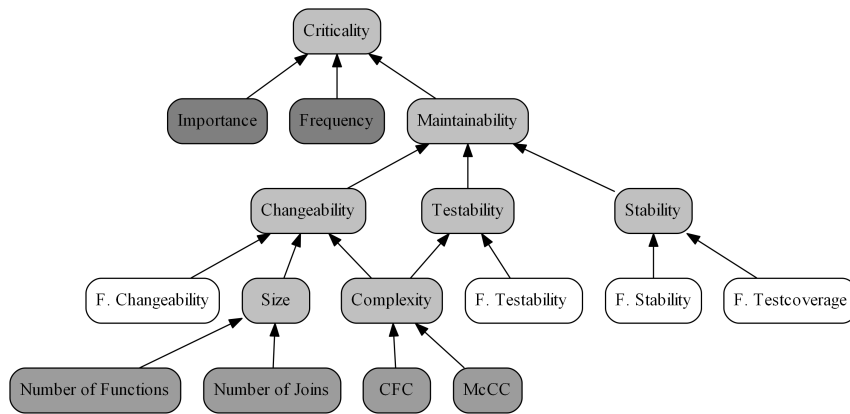 Criticality
Importance
Frequency
Maintainability
Changeability
Testability
Stability
F. Changeability
Size
Complexity
F. Testability
F. Stability
F. Testcoverage
Number of Functions
Number of Joins
CFC
McCC